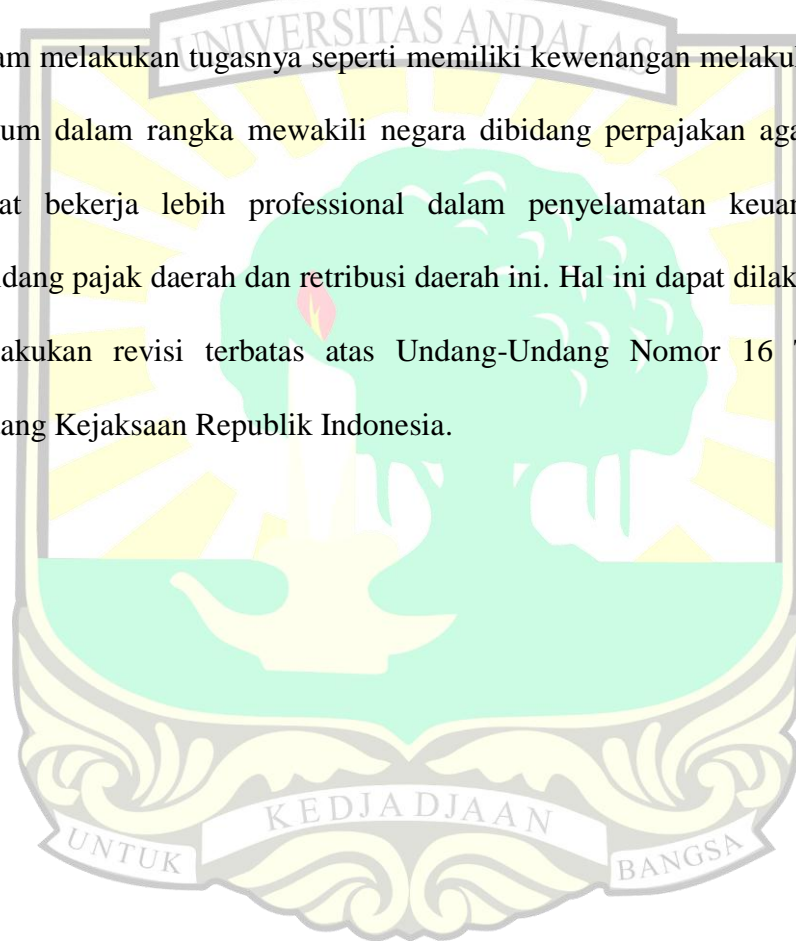 UNIVERSITAS ANDALAS
am melakukan tugasnya seperti memiliki kewenangan melaku
um dalam rangka mewakili negara dibidang perpajakan aga
at bekerja lebih professional dalam penyelamatan keua
dang pajak daerah dan retribusi daerah ini. Hal ini dapat dilak
akukan revisi terbatas atas Undang-Undang Nomor 16
ang Kejaksaan Republik Indonesia.
KEDJADJAAN
UNTUK
BANGSA